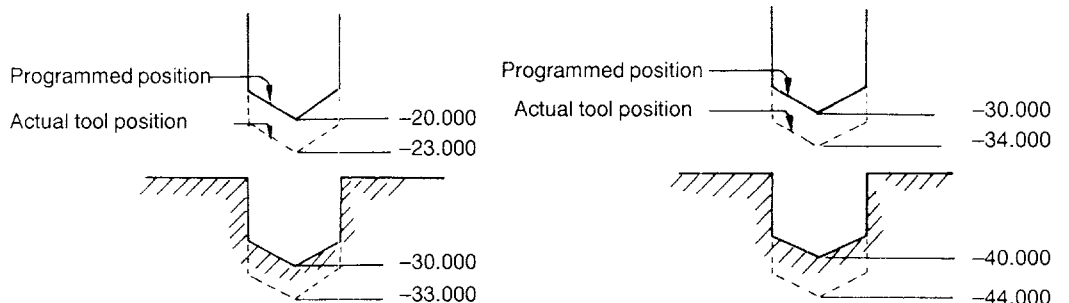 Programmed position
Actual tool position
–20.000
–23.000
–30.000
–33.000
Programmed position
Actual tool position
–30.000
–34.000
–40.000
–44.000